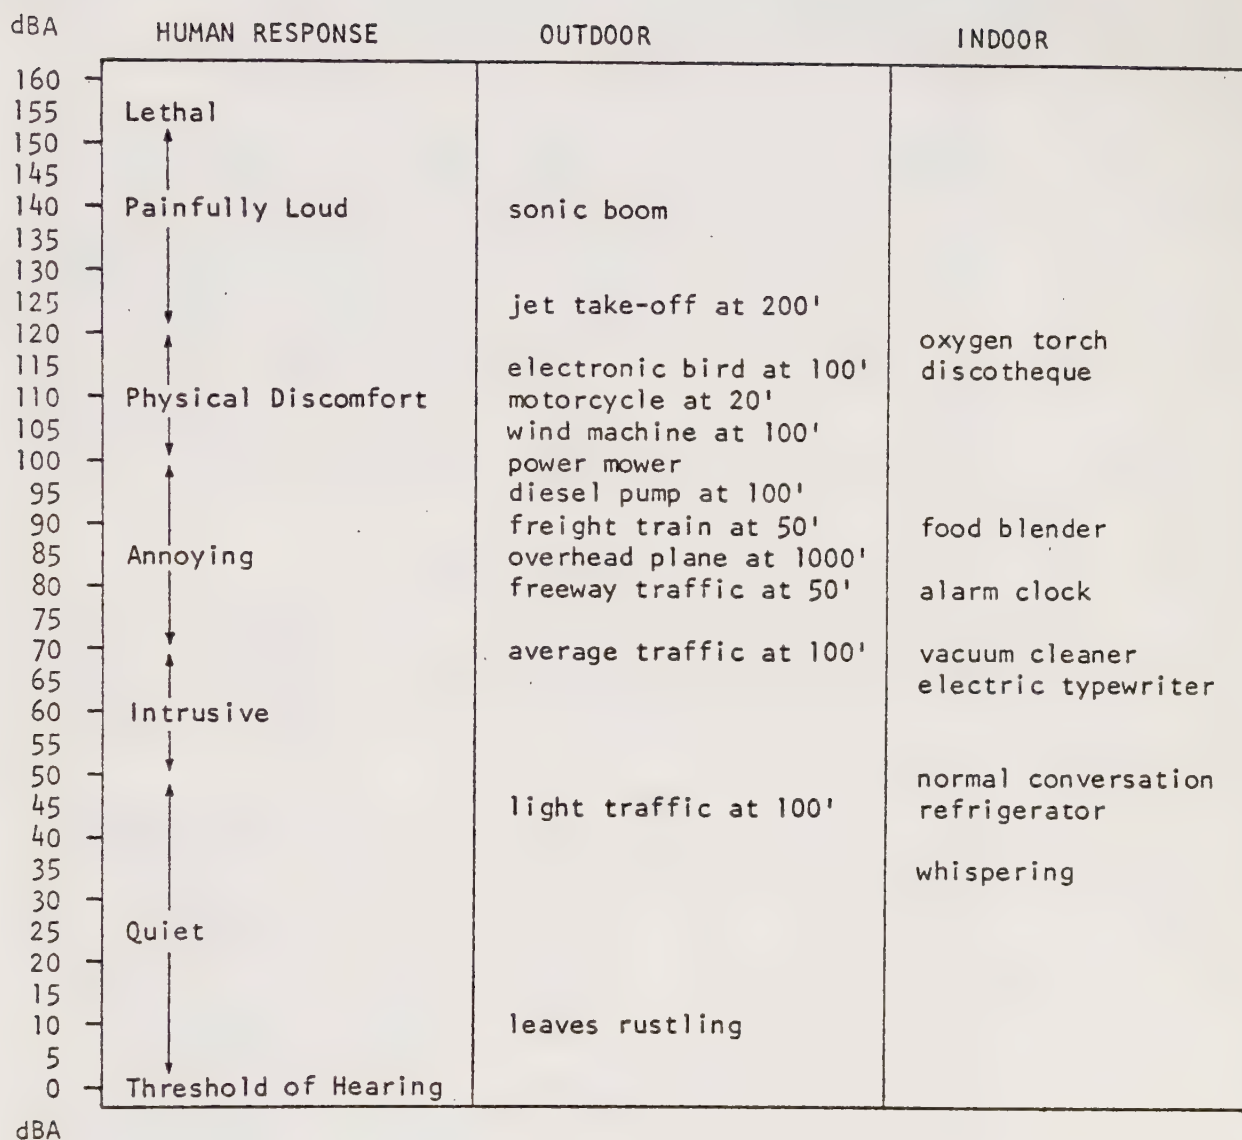 dBA HUMAN RESPONSE OUTDOOR INDOOR
160
155 Lethal
150
145
140 Painfully Loud sonic boom
135
130
125 jet take-off at 200'
120 oxygen torch
115 electronic bird at 100' discotheque
110 Physical Discomfort motorcycle at 20'
105 wind machine at 100'
100 power mower
95 diesel pump at 100'
90 freight train at 50' food blender
85 Annoying overhead plane at 1000'
80 freeway traffic at 50' alarm clock
75
70 average traffic at 100' vacuum cleaner
65 electric typewriter
60 Intrusive
55
50 normal conversation
45 light traffic at 100' refrigerator
40
35 whispering
30
25 Quiet
20
15
10 leaves rustling
5
0 Threshold of Hearing
dBA